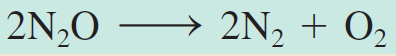 2N₂O ⟶ 2N₂ + O₂